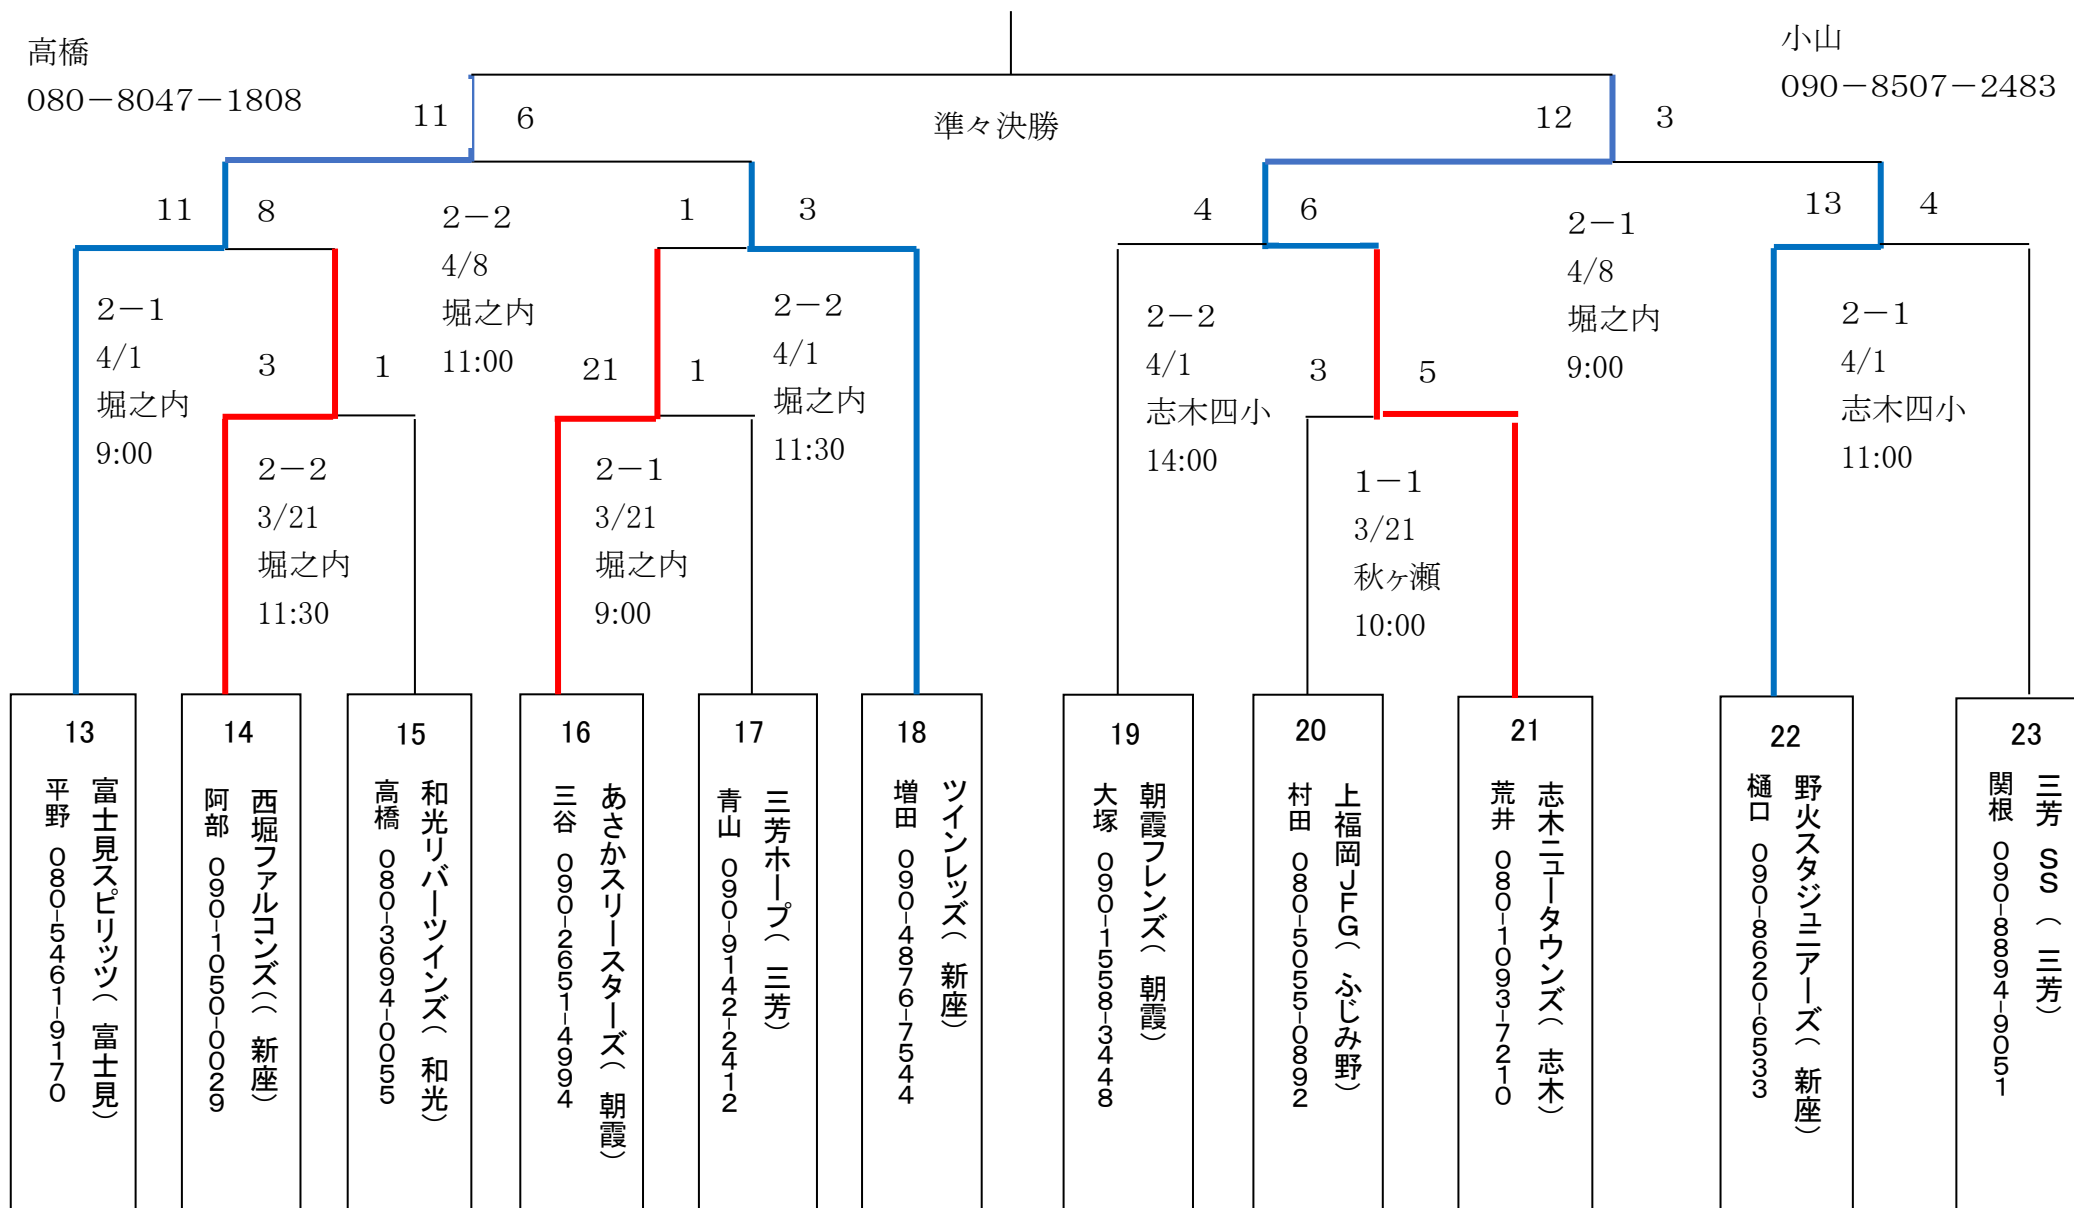 高橋
080－8047－1808
小山
090－8507－2483
11 6
準々決勝
12 3
11 8
1 3
4 6
13 4
2－2
4/8
堀之内
11:00
2－1
4/8
堀之内
9:00
2－1
4/1
堀之内
9:00
2－2
4/1
堀之内
11:30
2－2
4/1
志木四小
14:00
2－1
4/1
志木四小
11:00
3 1
21 1
3 5
2－2
3/21
堀之内
11:30
2－1
3/21
堀之内
9:00
1－1
3/21
秋ヶ瀬
10:00
13
富士見スピリッツ（ 富士見）
平野 080-5461-9170
14
西堀ファルコンズ（（ 新座）
阿部 090-1050-0029
15
和光リバーツインズ（ 和光）
高橋 080-3694-0055
16
あさかスリースターズ（ 朝霞）
三谷 090-2651-4994
17
三芳ホープ（ 三芳）
青山 090-9142-2412
18
ツインレッズ（ 新座）
増田 090-4876-7544
19
朝霞フレンズ（ 朝霞）
大塚 090-1558-3448
20
上福岡JFG（ ふじみ野）
村田 080-5055-0892
21
志木ニュータウンズ（ 志木）
荒井 080-1093-7210
22
野火スタジュニアーズ（ 新座）
樋口 090-8620-6533
23
三芳 SS （ 三芳）
関根 090-8894-9051